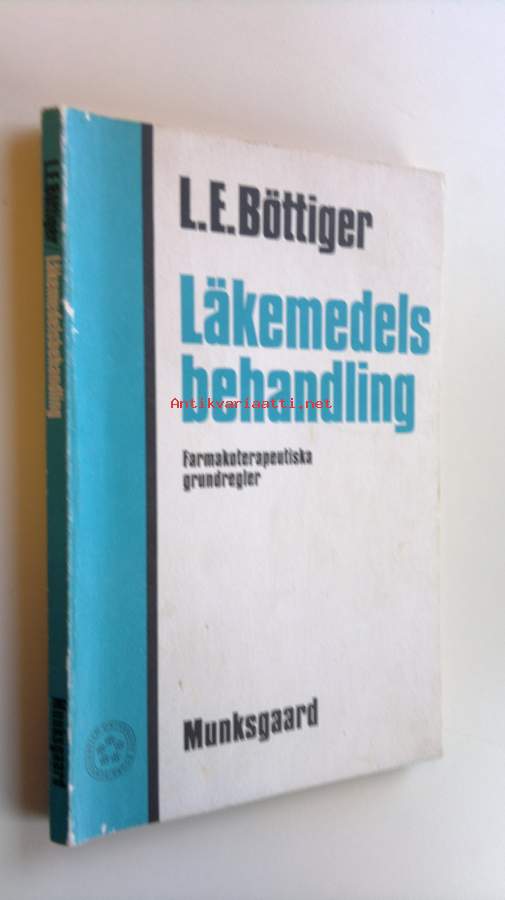 L.E.Böttiger
Läkemedels
behandling
Antikvariaatti.net
Farmakoterapeutiska
grundregler
Munksgaard
L.E. Böttiger / Läkemedelsbehandling
Munksgaard